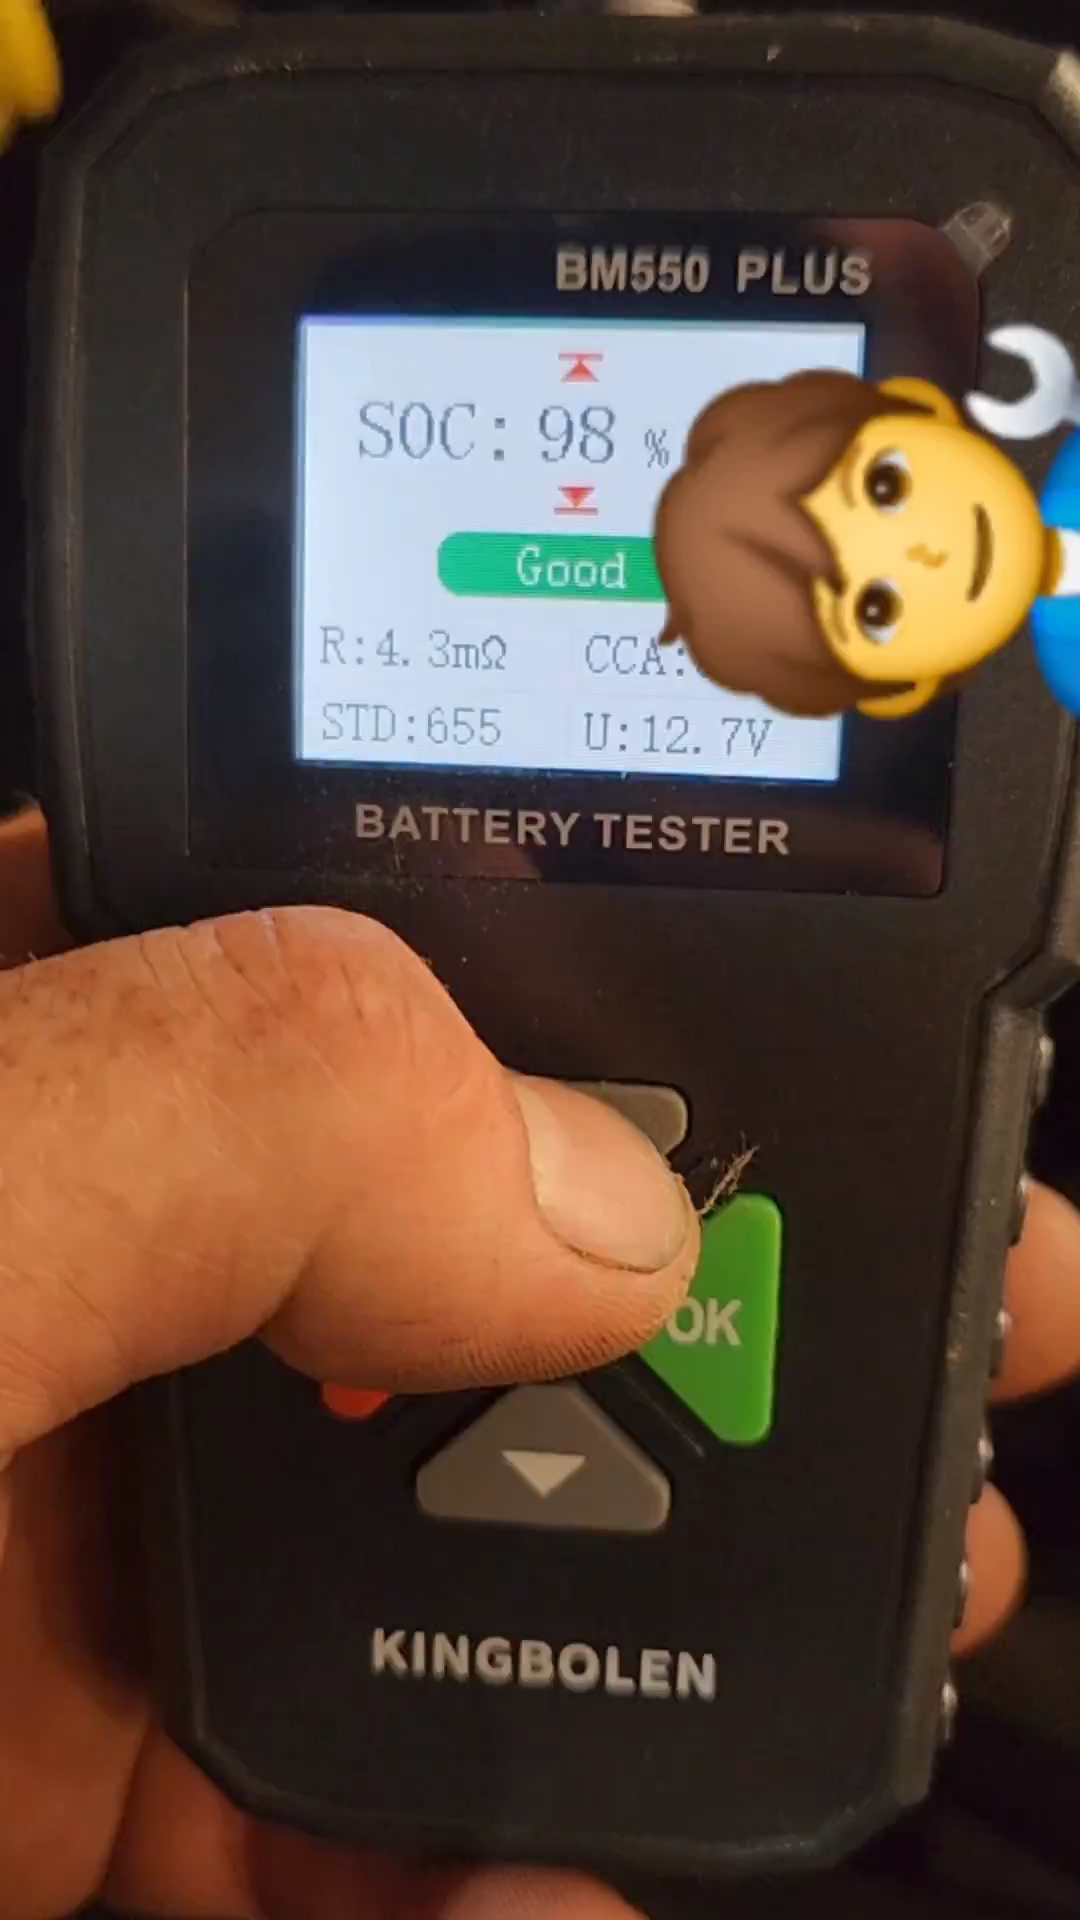 BM550 PLUS
SOC: 98 %
Good
R:4.3mΩ
CCA:
STD:655
U:12.7V
BATTERY TESTER
OK
KINGBOLEN